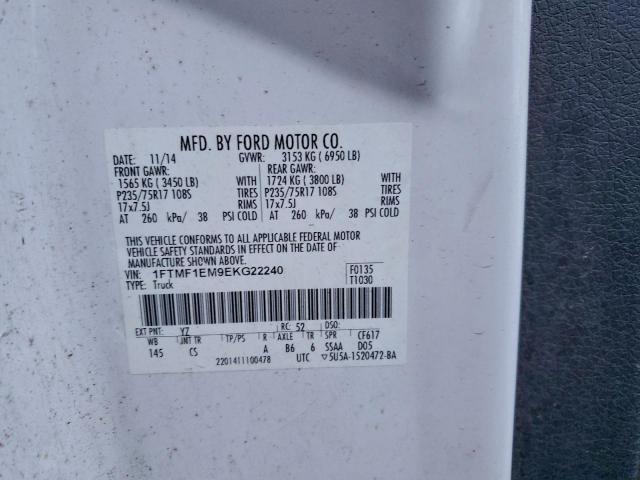 MFD. BY FORD MOTOR CO.
DATE: 11/14 GVWR: 3153 KG ( 6950 LB)
FRONT GAWR: REAR GAWR:
1565 KG ( 3450 LB) WITH 1724 KG ( 3800 LB) WITH
P235/75R17 108S TIRES P235/75R17 108S TIRES
17x7.5J RIMS 17x7.5J RIMS
AT 260 kPa/ 38 PSI COLD AT 260 kPa/ 38 PSI COLD
THIS VEHICLE CONFORMS TO ALL APPLICABLE FEDERAL MOTOR
VEHICLE SAFETY STANDARDS IN EFFECT ON THE DATE OF
MANUFACTURE SHOWN ABOVE.
VIN: 1FTMF1EM9EKG22240 F0135
TYPE: Truck T1030
EXT PNT: YZ RC: 52 DSO:
WB INT TR TP/PS R AXLE TR SPR CF617
145 CS A B6 6 SSAA D05
2201411100478 UTC ▽5U5A-1520472-BA